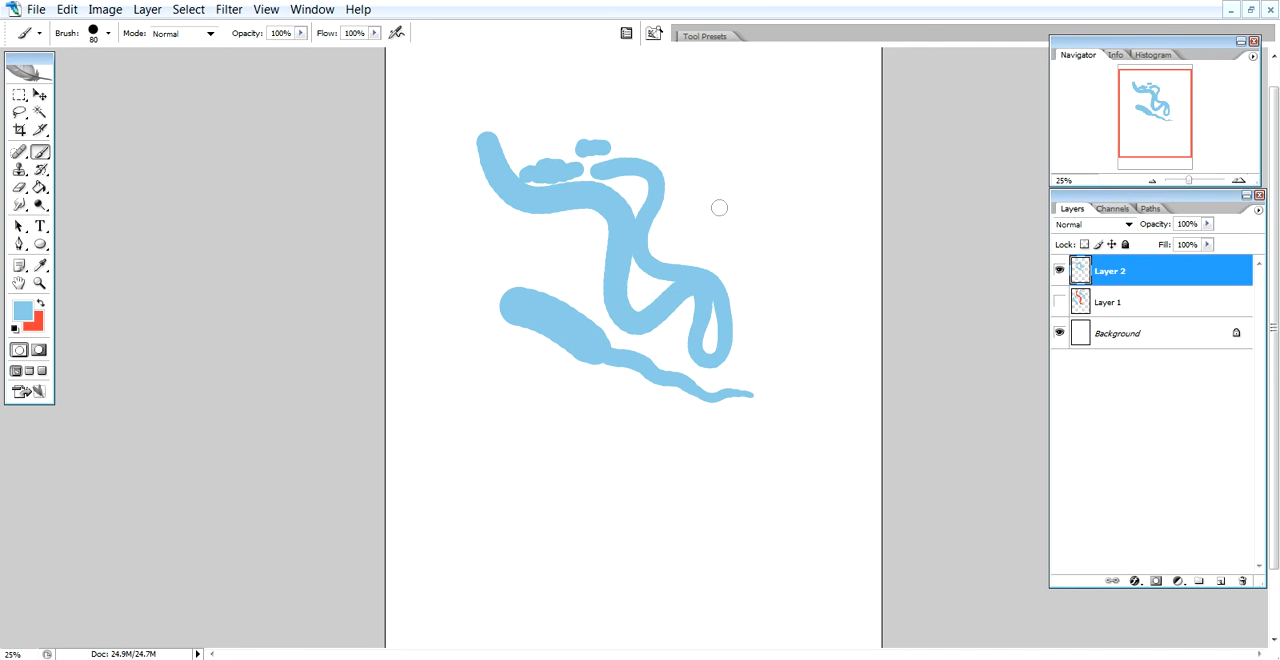 File Edit Image Layer Select Filter View Window Help
Brush: 80 Mode: Normal Opacity: 100% Flow: 100% Tool Presets
Navigator Info Histogram
25%
Layers Channels Paths
Normal Opacity: 100%
Lock: Fill: 100%
Layer 2
Layer 1
Background
T
25% Doc: 24.9M/24.7M